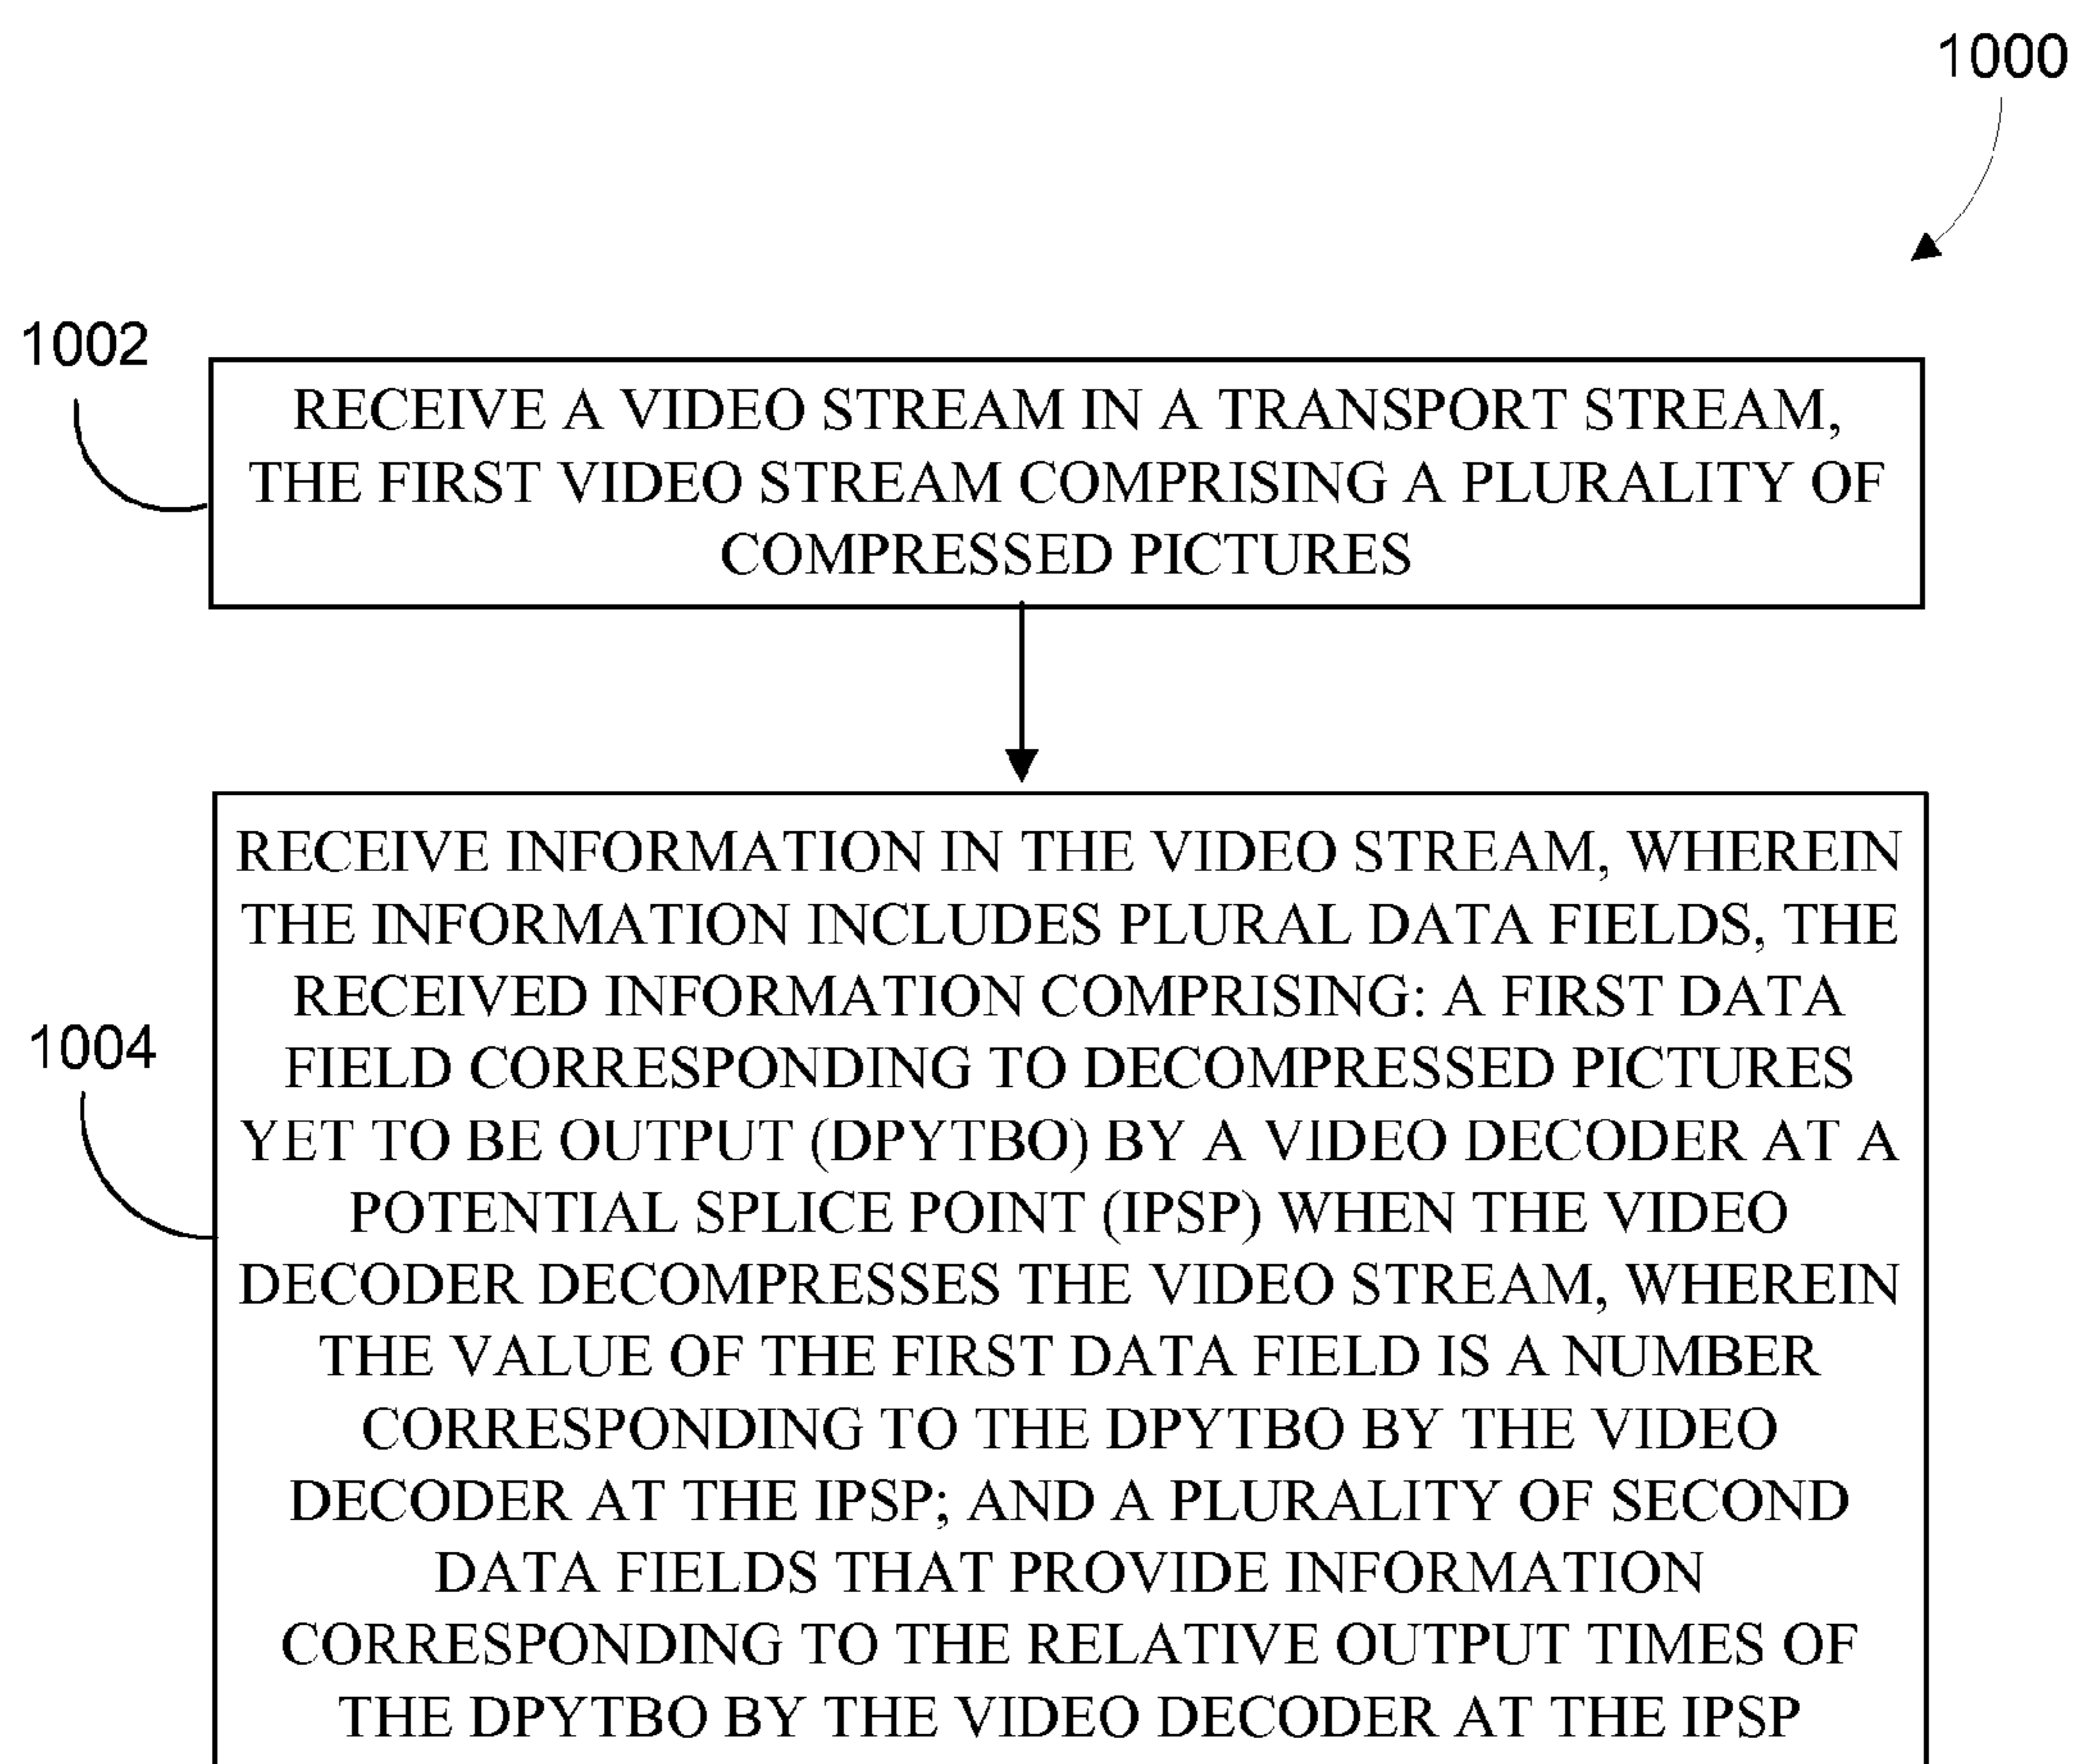 1000
1002
RECEIVE A VIDEO STREAM IN A TRANSPORT STREAM,
THE FIRST VIDEO STREAM COMPRISING A PLURALITY OF
COMPRESSED PICTURES
1004
RECEIVE INFORMATION IN THE VIDEO STREAM, WHEREIN
THE INFORMATION INCLUDES PLURAL DATA FIELDS, THE
RECEIVED INFORMATION COMPRISING: A FIRST DATA
FIELD CORRESPONDING TO DECOMPRESSED PICTURES
YET TO BE OUTPUT (DPYTBO) BY A VIDEO DECODER AT A
POTENTIAL SPLICE POINT (IPSP) WHEN THE VIDEO
DECODER DECOMPRESSES THE VIDEO STREAM, WHEREIN
THE VALUE OF THE FIRST DATA FIELD IS A NUMBER
CORRESPONDING TO THE DPYTBO BY THE VIDEO
DECODER AT THE IPSP; AND A PLURALITY OF SECOND
DATA FIELDS THAT PROVIDE INFORMATION
CORRESPONDING TO THE RELATIVE OUTPUT TIMES OF
THE DPYTBO BY THE VIDEO DECODER AT THE IPSP